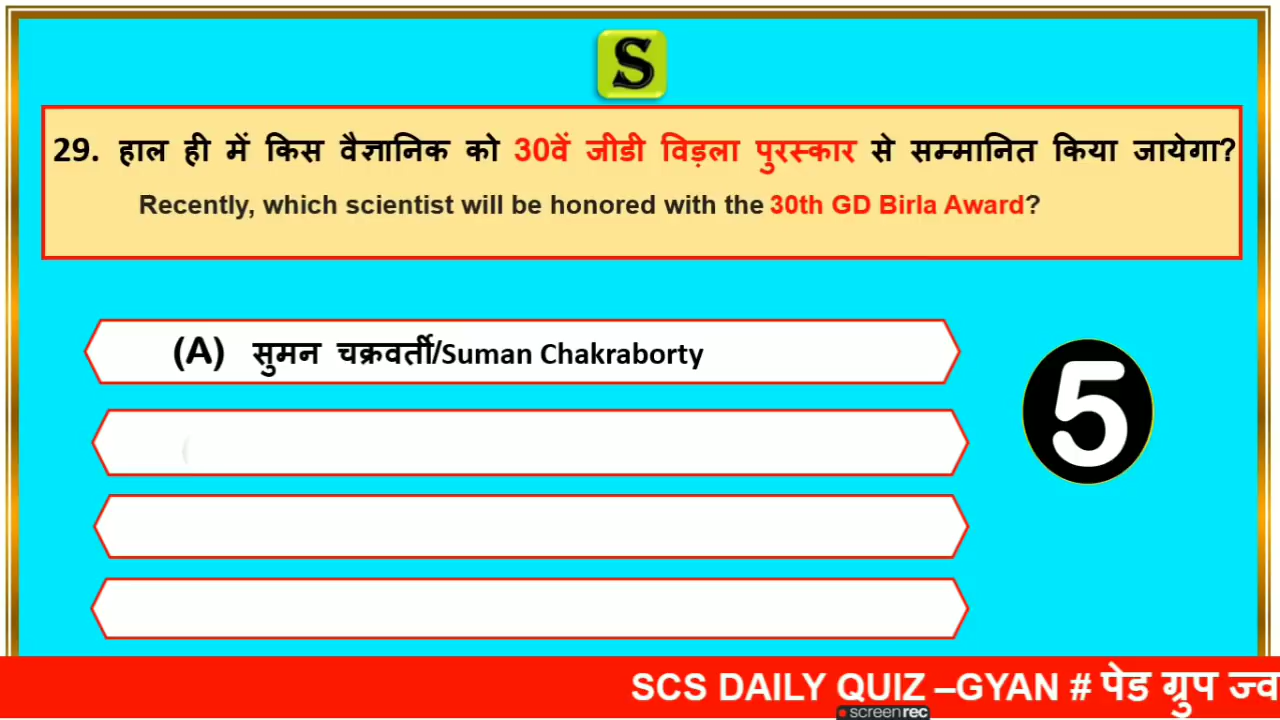 S
29. हाल ही में किस वैज्ञानिक को 30वें जीडी विड़ला पुरस्कार से सम्मानित किया जायेगा?
Recently, which scientist will be honored with the 30th GD Birla Award?
(A) सुमन चक्रवर्ती/Suman Chakraborty
5
SCS DAILY QUIZ –GYAN # पेड ग्रुप ज्व
screenrec